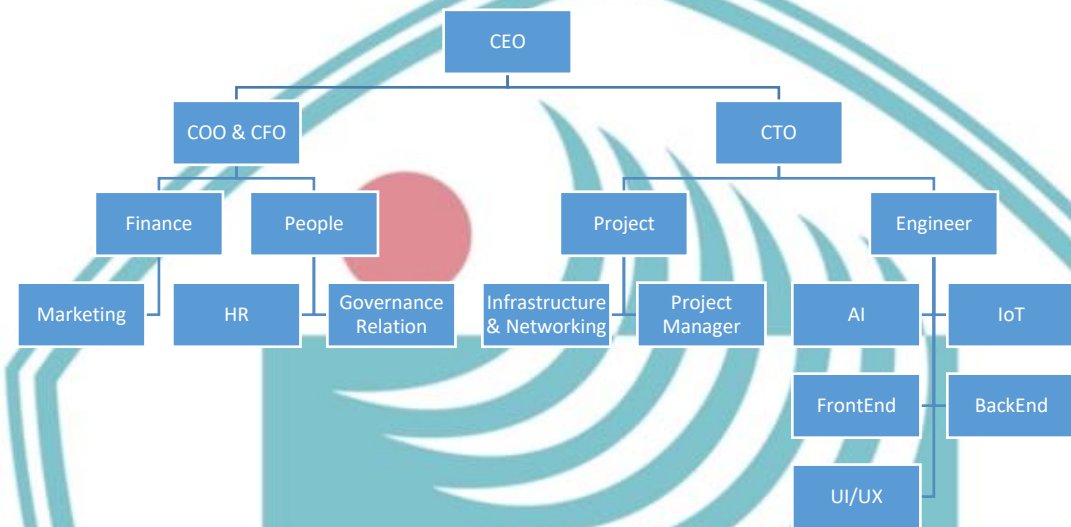 CEO
COO & CFO
CTO
Finance
People
Project
Engineer
Marketing
HR
Governance
Relation
Infrastructure
& Networking
Project
Manager
AI
IoT
FrontEnd
BackEnd
UI/UX